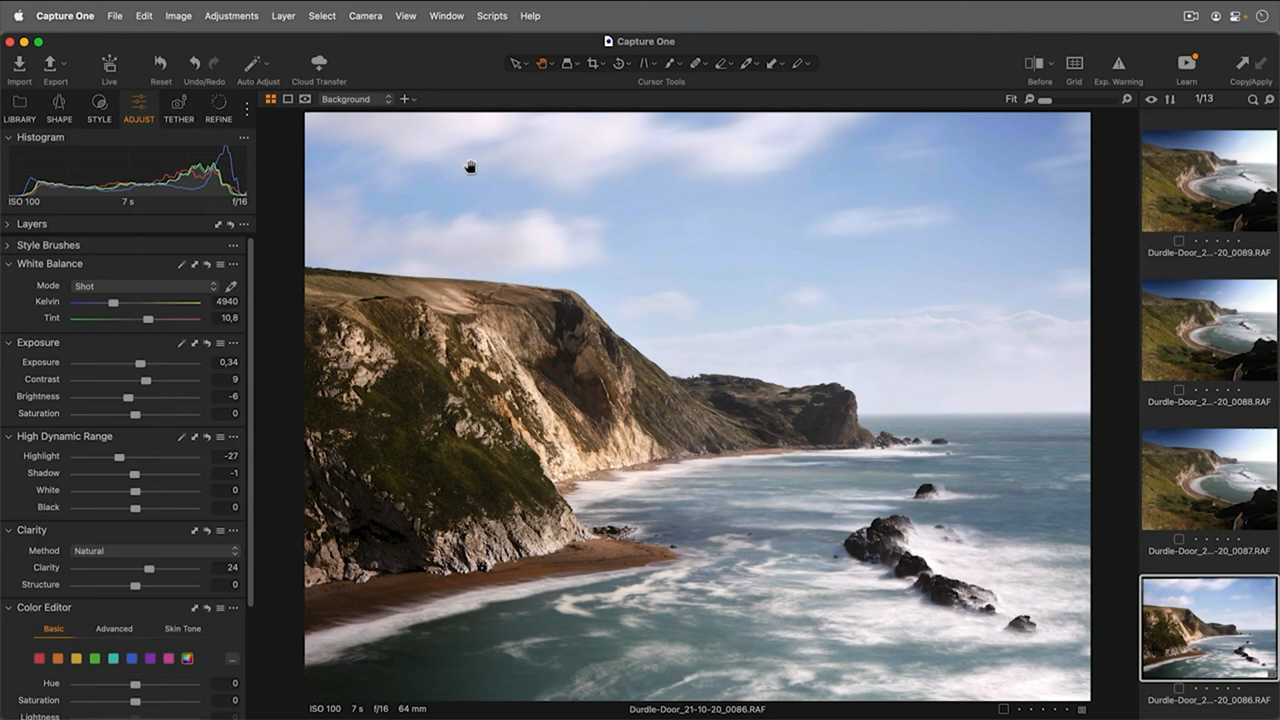 Capture One File Edit Image Adjustments Layer Select Camera View Window Scripts Help
Capture One
Import Export Live Reset Undo/Redo Auto Adjust Cloud Transfer Cursor Tools Before Grid Exp. Warning Learn Copy/Apply
LIBRARY SHAPE STYLE ADJUST TETHER REFINE
Background
Fit
1/13
Histogram
ISO 100 7 s f/16
Layers
Style Brushes
White Balance
Mode Shot
Kelvin 4940
Tint 10,8
Exposure
Exposure 0,34
Contrast 9
Brightness -6
Saturation 0
High Dynamic Range
Highlight -27
Shadow -1
White 0
Black 0
Clarity
Method Natural
Clarity 24
Structure 0
Color Editor
Basic Advanced Skin Tone
Hue 0
Saturation 0
Lightness
ISO 100 7 s f/16 64 mm
Durdle-Door_21-10-20_0086.RAF
Durdle-Door_2...-20_0089.RAF
Durdle-Door_2...-20_0088.RAF
Durdle-Door_2...-20_0087.RAF
Durdle-Door_2...-20_0086.RAF